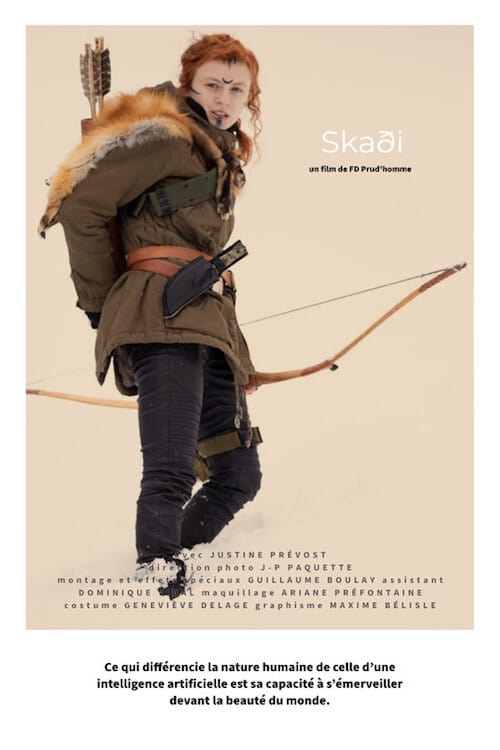 Skaði
un film de FD Prud'homme
avec JUSTINE PRÉVOST
direction photo J-P PAQUETTE
montage et effets spéciaux GUILLAUME BOULAY assistant
DOMINIQUE maquillage ARIANE PRÉFONTAINE
costume GENEVIÈVE DELAGE graphisme MAXIME BÉLISLE
Ce qui différencie la nature humaine de celle d'une
intelligence artificielle est sa capacité à s'émerveiller
devant la beauté du monde.